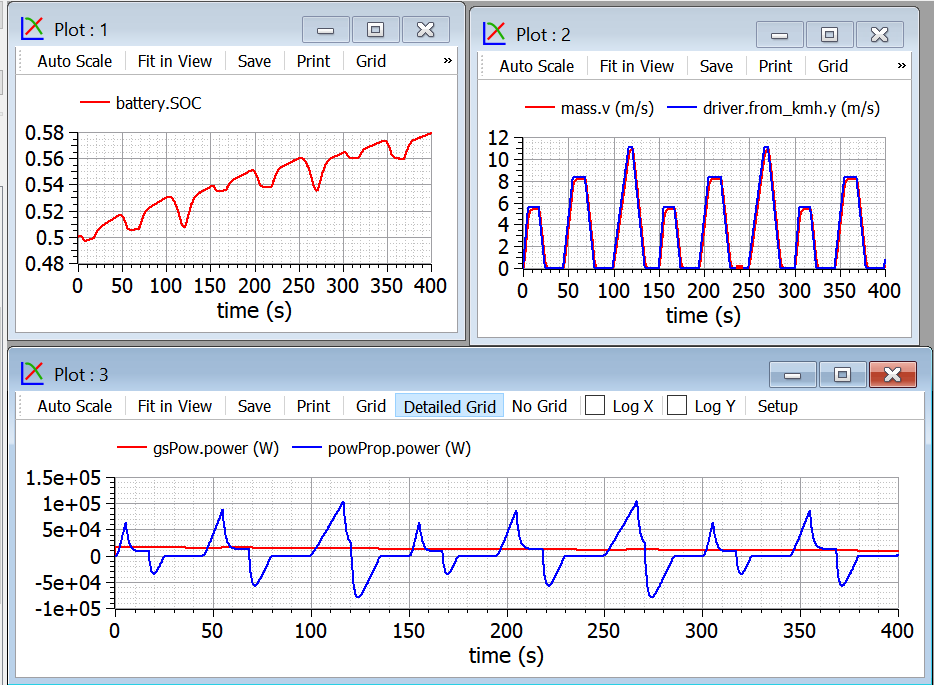 Plot : 1
Auto Scale Fit in View Save Print Grid »
battery.SOC
0.58
0.56
0.54
0.52
0.5
0.48
0 50 100 150 200 250 300 350 400
time (s)
Plot : 2
Auto Scale Fit in View Save Print Grid »
mass.v (m/s) driver.from_kmh.y (m/s)
12
10
8
6
4
2
0
0 50 100 150 200 250 300 350 400
time (s)
Plot : 3
Auto Scale Fit in View Save Print Grid Detailed Grid No Grid Log X Log Y Setup
gsPow.power (W) powProp.power (W)
1.5e+05
1e+05
5e+04
0
-5e+04
-1e+05
0 50 100 150 200 250 300 350 400
time (s)